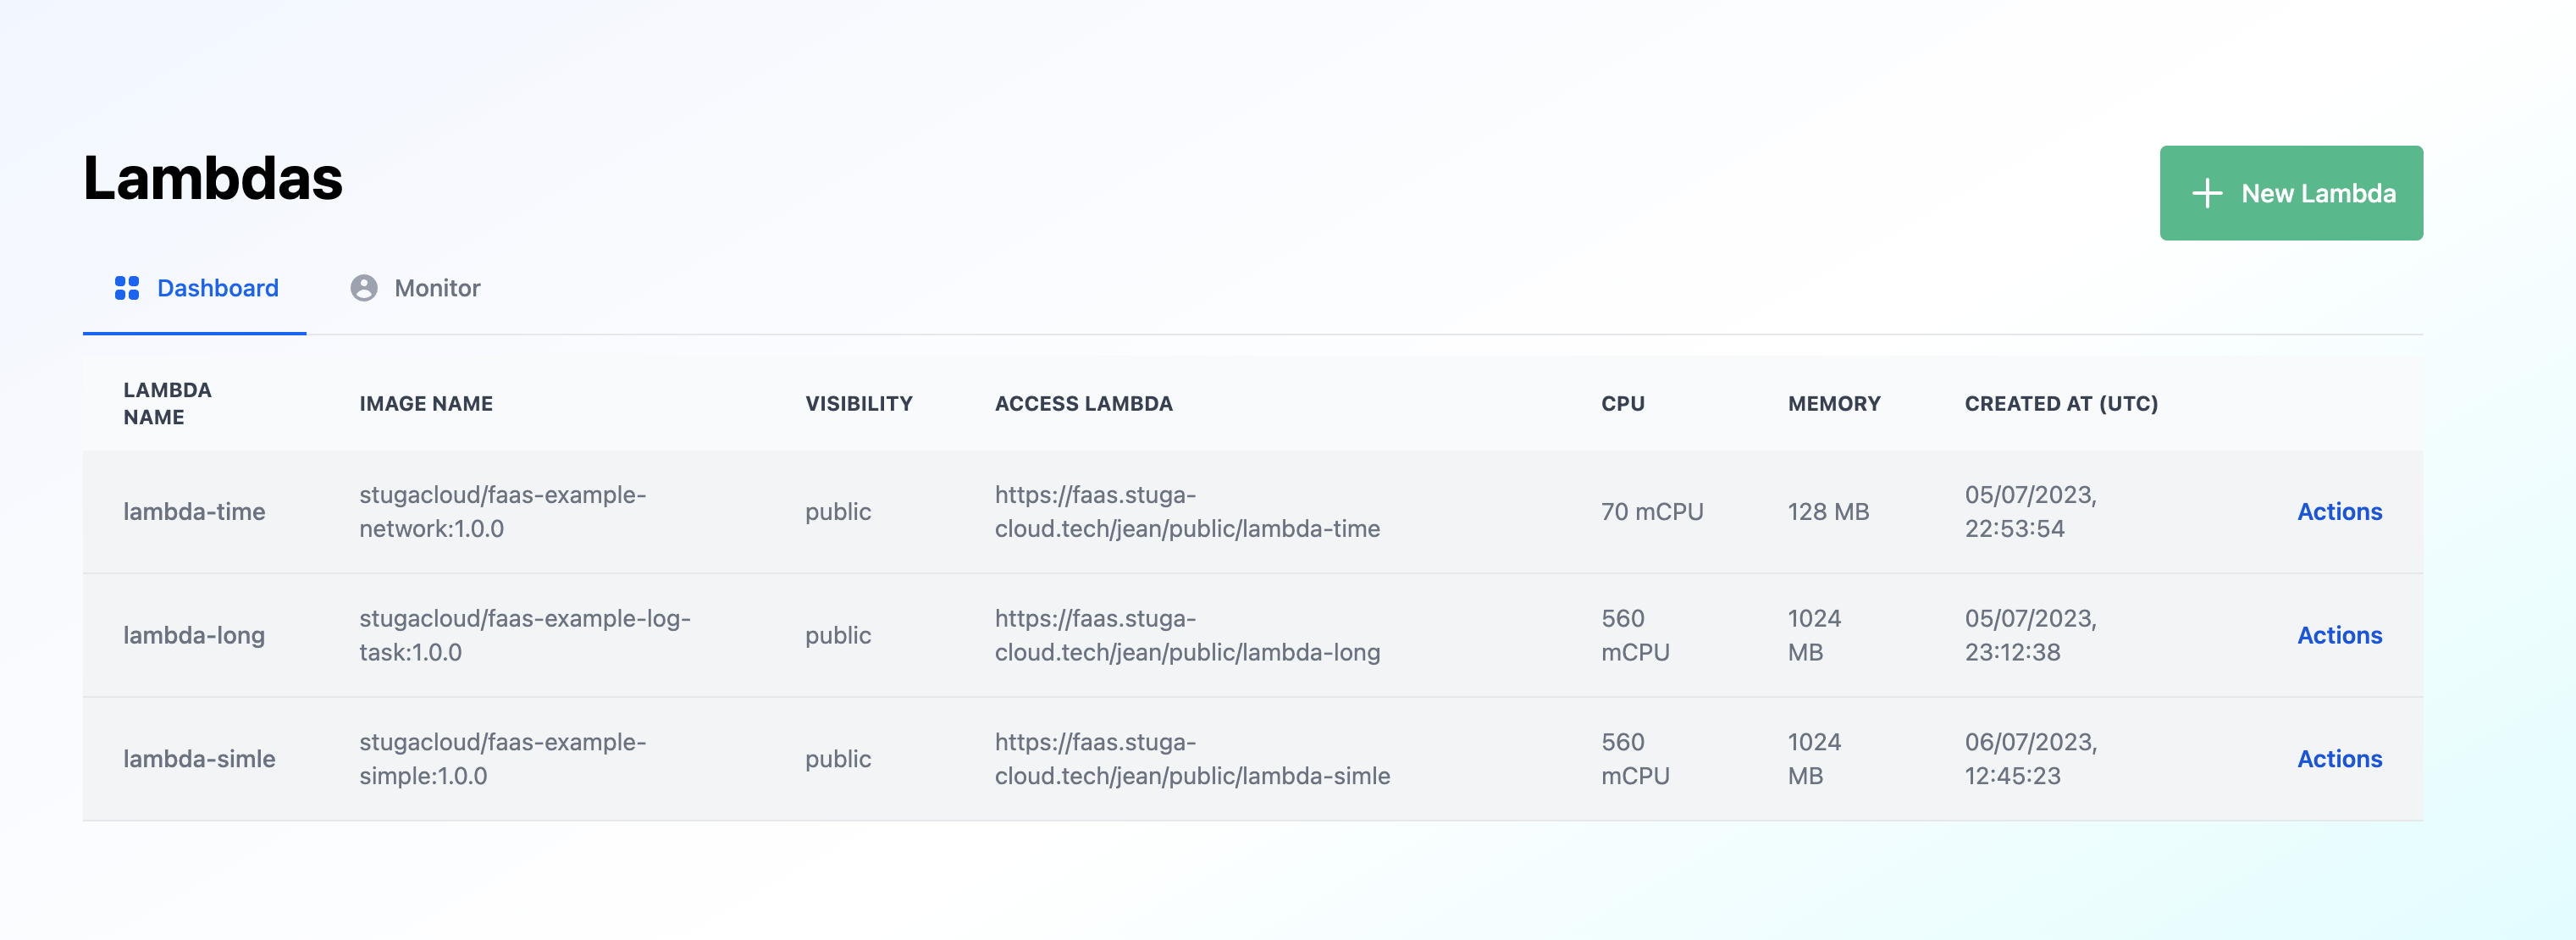 Lambdas
New Lambda
Dashboard
Monitor
LAMBDA
NAME
IMAGE NAME
VISIBILITY
ACCESS LAMBDA
CPU
MEMORY
CREATED AT (UTC)
lambda-time
stugacloud/faas-example-
network:1.0.0
public
https://faas.stuga-
cloud.tech/jean/public/lambda-time
70 mCPU
128 MB
05/07/2023,
22:53:54
Actions
lambda-long
stugacloud/faas-example-log-
task:1.0.0
public
https://faas.stuga-
cloud.tech/jean/public/lambda-long
560
mCPU
1024
MB
05/07/2023,
23:12:38
Actions
lambda-simle
stugacloud/faas-example-
simple:1.0.0
public
https://faas.stuga-
cloud.tech/jean/public/lambda-simle
560
mCPU
1024
MB
06/07/2023,
12:45:23
Actions